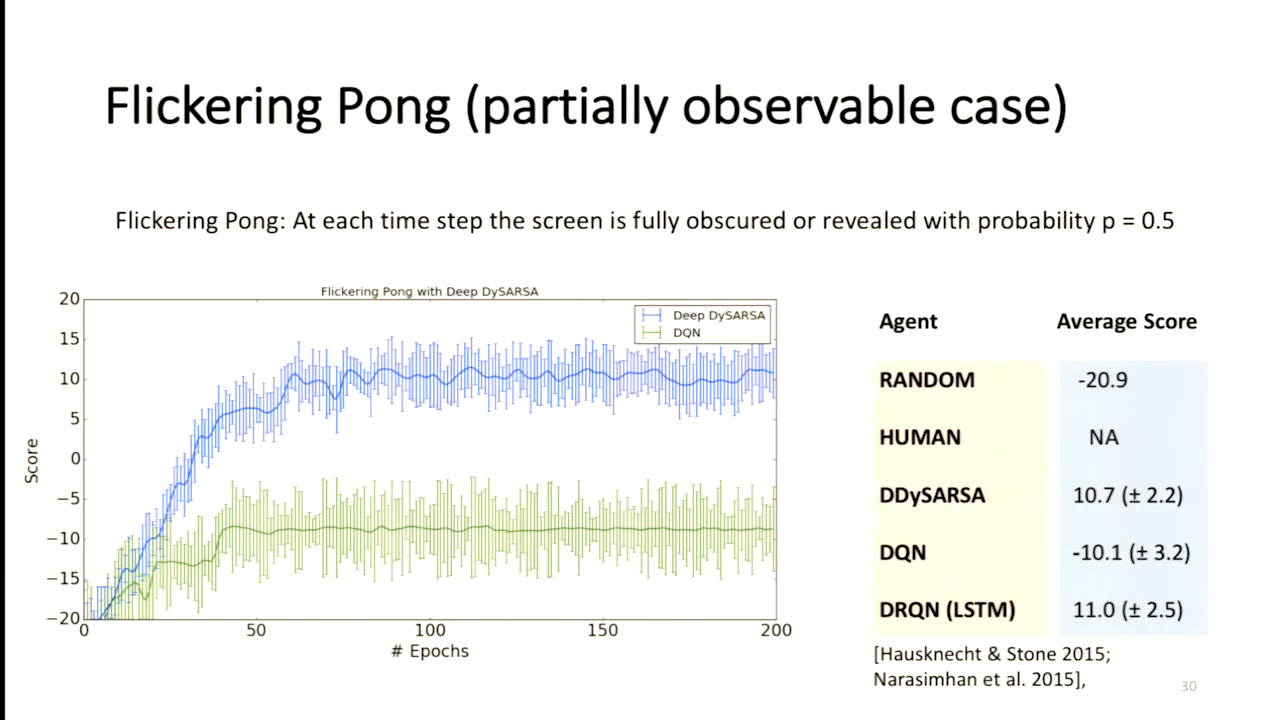 Flickering Pong (partially observable case)
Flickering Pong: At each time step the screen is fully obscured or revealed with probability p = 0.5
Flickering Pong with Deep DySARSA
Deep DySARSA
DQN
20
15
10
5
0
−5
−10
−15
−20
Score
0 50 100 150 200
# Epochs
Agent Average Score
RANDOM -20.9
HUMAN NA
DDySARSA 10.7 (± 2.2)
DQN -10.1 (± 3.2)
DRQN (LSTM) 11.0 (± 2.5)
[Hausknecht & Stone 2015;
Narasimhan et al. 2015],
30